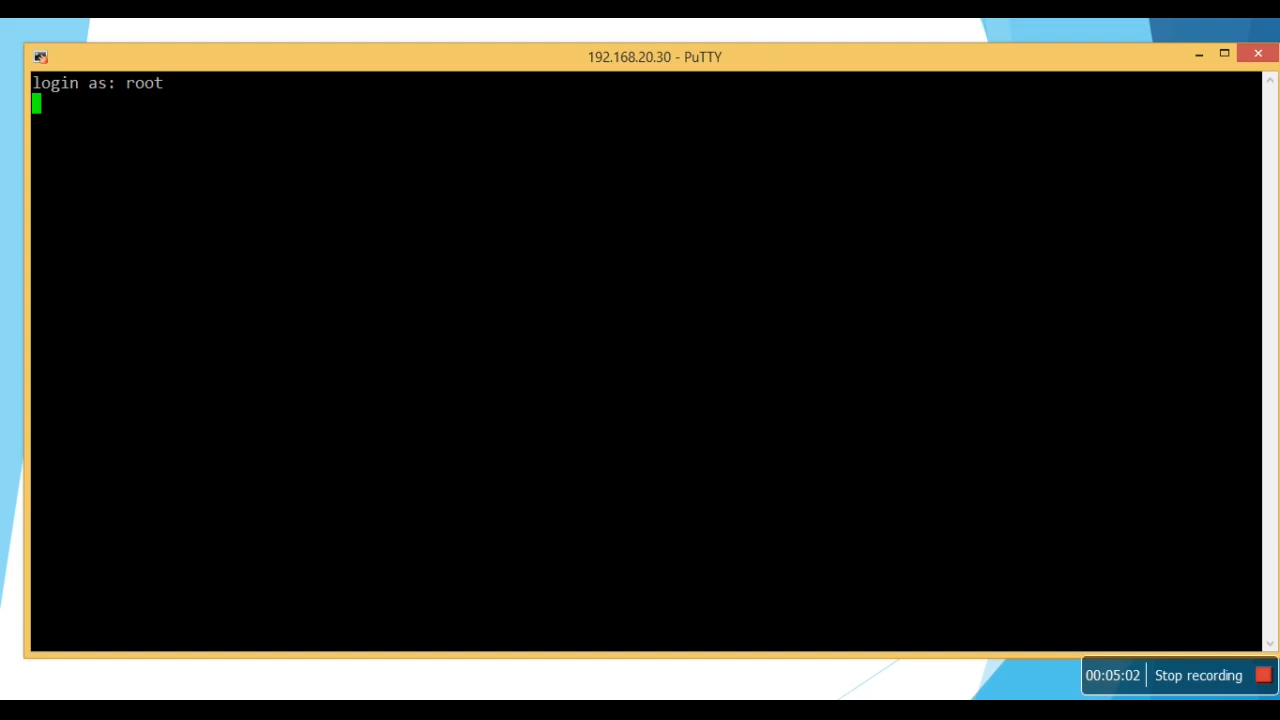 192.168.20.30 - PuTTY
login as: root
00:05:02 Stop recording